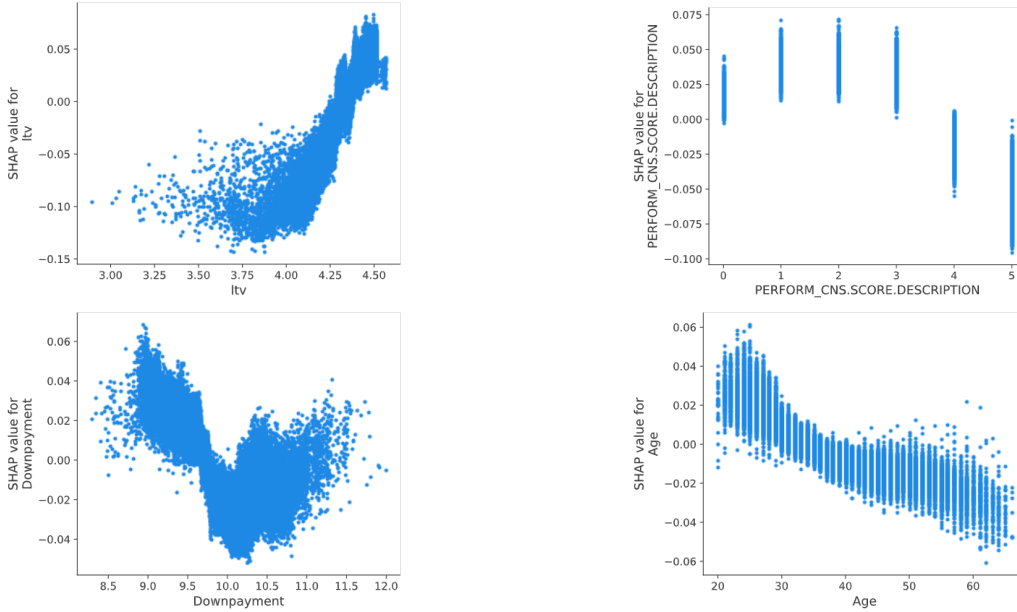 SHAP value for
ltv
0.05
0.00
−0.05
−0.10
−0.15
3.00 3.25 3.50 3.75 4.00 4.25 4.50
ltv
SHAP value for
PERFORM_CNS.SCORE.DESCRIPTION
0.075
0.050
0.025
0.000
−0.025
−0.050
−0.075
−0.100
0 1 2 3 4 5
PERFORM_CNS.SCORE.DESCRIPTION
SHAP value for
Downpayment
0.06
0.04
0.02
0.00
−0.02
−0.04
8.5 9.0 9.5 10.0 10.5 11.0 11.5 12.0
Downpayment
SHAP value for
Age
0.06
0.04
0.02
0.00
−0.02
−0.04
−0.06
20 30 40 50 60
Age